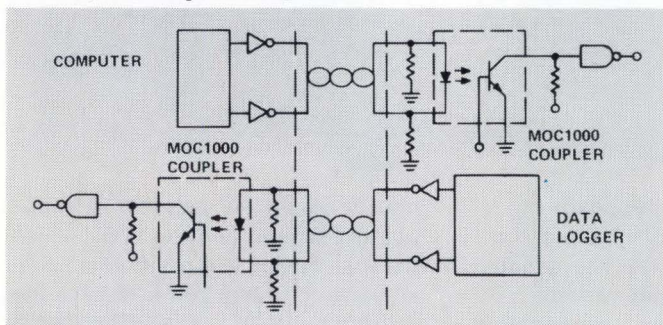 COMPUTER
MOC1000
COUPLER
MOC1000
COUPLER
DATA
LOGGER